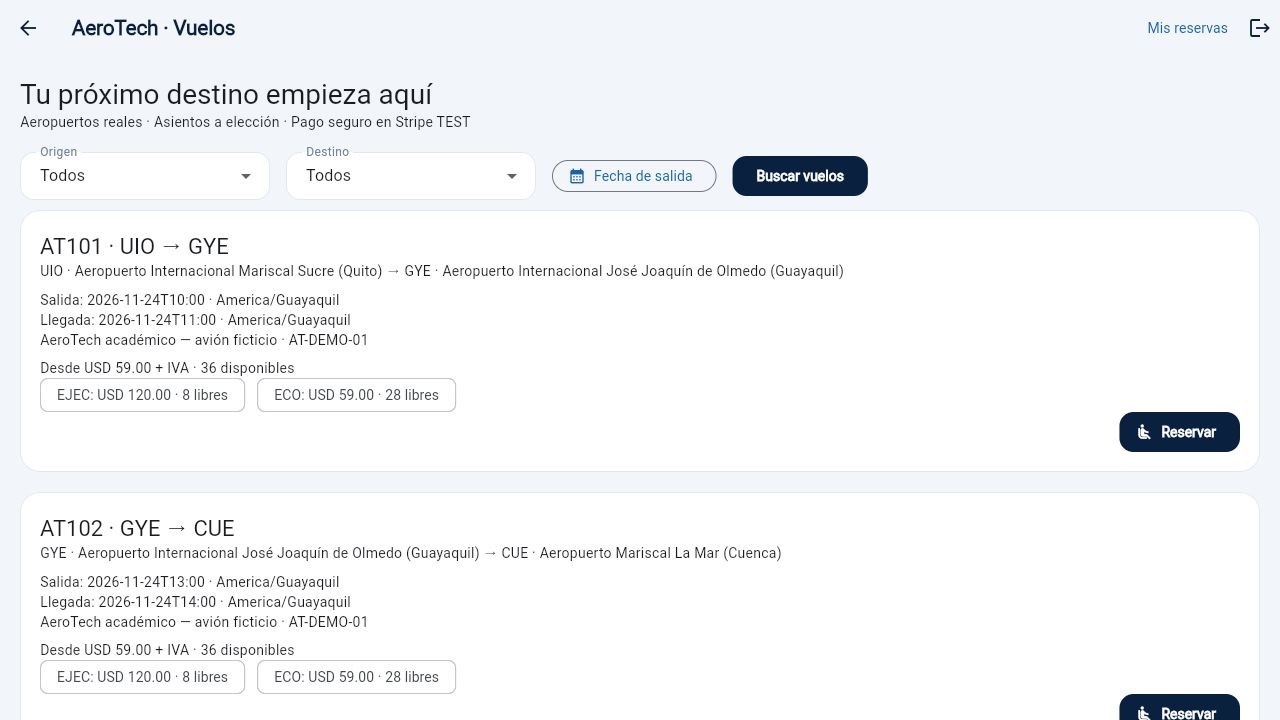 AeroTech · Vuelos
Mis reservas
Tu próximo destino empieza aquí
Aeropuertos reales · Asientos a elección · Pago seguro en Stripe TEST
Origen
Todos
Destino
Todos
Fecha de salida
Buscar vuelos
AT101 · UIO → GYE
UIO · Aeropuerto Internacional Mariscal Sucre (Quito) → GYE · Aeropuerto Internacional José Joaquín de Olmedo (Guayaquil)
Salida: 2026-11-24T10:00 · America/Guayaquil
Llegada: 2026-11-24T11:00 · America/Guayaquil
AeroTech académico — avión ficticio · AT-DEMO-01
Desde USD 59.00 + IVA · 36 disponibles
EJEC: USD 120.00 · 8 libres
ECO: USD 59.00 · 28 libres
Reservar
AT102 · GYE → CUE
GYE · Aeropuerto Internacional José Joaquín de Olmedo (Guayaquil) → CUE · Aeropuerto Mariscal La Mar (Cuenca)
Salida: 2026-11-24T13:00 · America/Guayaquil
Llegada: 2026-11-24T14:00 · America/Guayaquil
AeroTech académico — avión ficticio · AT-DEMO-01
Desde USD 59.00 + IVA · 36 disponibles
EJEC: USD 120.00 · 8 libres
ECO: USD 59.00 · 28 libres
Reservar